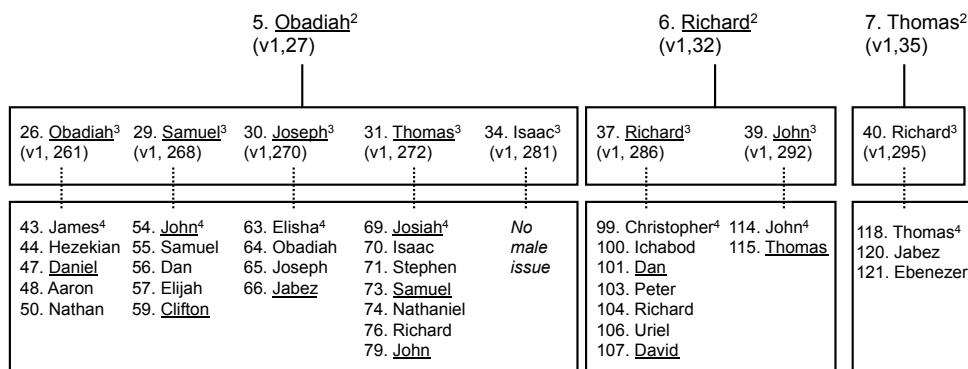 5. Obadiah²
(v1,27)
6. Richard²
(v1,32)
7. Thomas²
(v1,35)
26. Obadiah³
(v1, 261)
29. Samuel³
(v1, 268)
30. Joseph³
(v1,270)
31. Thomas³
(v1, 272)
34. Isaac³
(v1, 281)
37. Richard³
(v1, 286)
39. John³
(v1, 292)
40. Richard³
(v1,295)
43. James⁴
44. Hezekian
47. Daniel
48. Aaron
50. Nathan
54. John⁴
55. Samuel
56. Dan
57. Elijah
59. Clifton
63. Elisha⁴
64. Obadiah
65. Joseph
66. Jabez
69. Josiah⁴
70. Isaac
71. Stephen
73. Samuel
74. Nathaniel
76. Richard
79. John
No
male
issue
99. Christopher⁴
100. Ichabod
101. Dan
103. Peter
104. Richard
106. Uriel
107. David
114. John⁴
115. Thomas
118. Thomas⁴
120. Jabez
121. Ebenezer